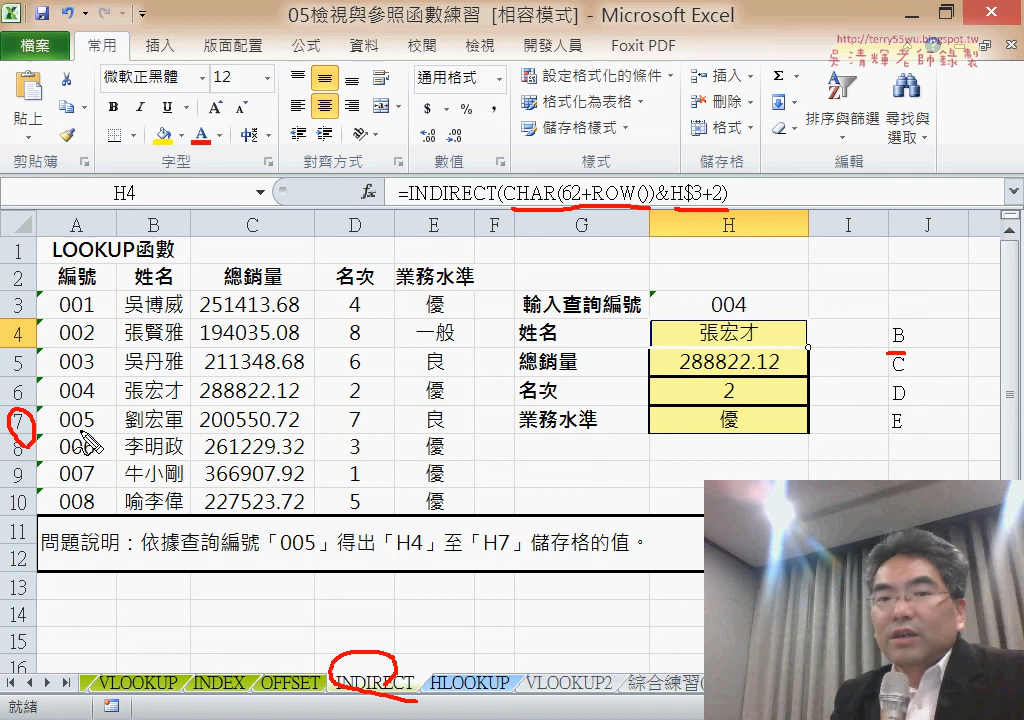 05檢視與參照函數練習 [相容模式] - Microsoft Excel
檔案 常用 插入 版面配置 公式 資料 校閱 檢視 開發人員 Foxit PDF
http://terry55wu.blogspot.tw
吳清輝老師錄製
貼上 微軟正黑體 12 通用格式 設定格式化的條件 插入 Σ
B I U A A 格式化為表格 刪除 排序與篩選 尋找與
$ % , 儲存格樣式 格式 選取
剪貼簿 字型 對齊方式 數值 樣式 儲存格 編輯
H4 fx =INDIRECT(CHAR(62+ROW())&H$3+2)
A B C D E F G H I J
1 LOOKUP函數
2 編號 姓名 總銷量 名次 業務水準
3 001 吳博威 251413.68 4 優 輸入查詢編號 004
4 002 張賢雅 194035.08 8 一般 姓名 張宏才 B
5 003 吳丹雅 211348.68 6 良 總銷量 288822.12 C
6 004 張宏才 288822.12 2 優 名次 2 D
7 005 劉宏軍 200550.72 7 良 業務水準 優 E
8 006 李明政 261229.32 3 優
9 007 牛小剛 366907.92 1 優
10 008 喻李偉 227523.72 5 優
11
問題說明：依據查詢編號「005」得出「H4」至「H7」儲存格的值。
12
13
14
15
16
VLOOKUP INDEX OFFSET INDIRECT HLOOKUP VLOOKUP2 綜合練習(
就緒